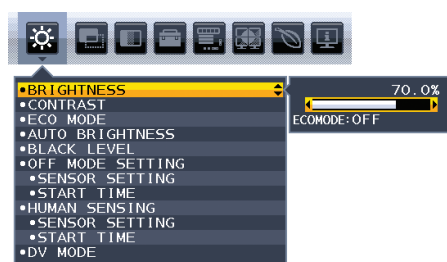 •BRIGHTNESS
70.0%
•CONTRAST
•ECO MODE
ECOMODE:OFF
•AUTO BRIGHTNESS
•BLACK LEVEL
•OFF MODE SETTING
•SENSOR SETTING
•START TIME
•HUMAN SENSING
•SENSOR SETTING
•START TIME
•DV MODE